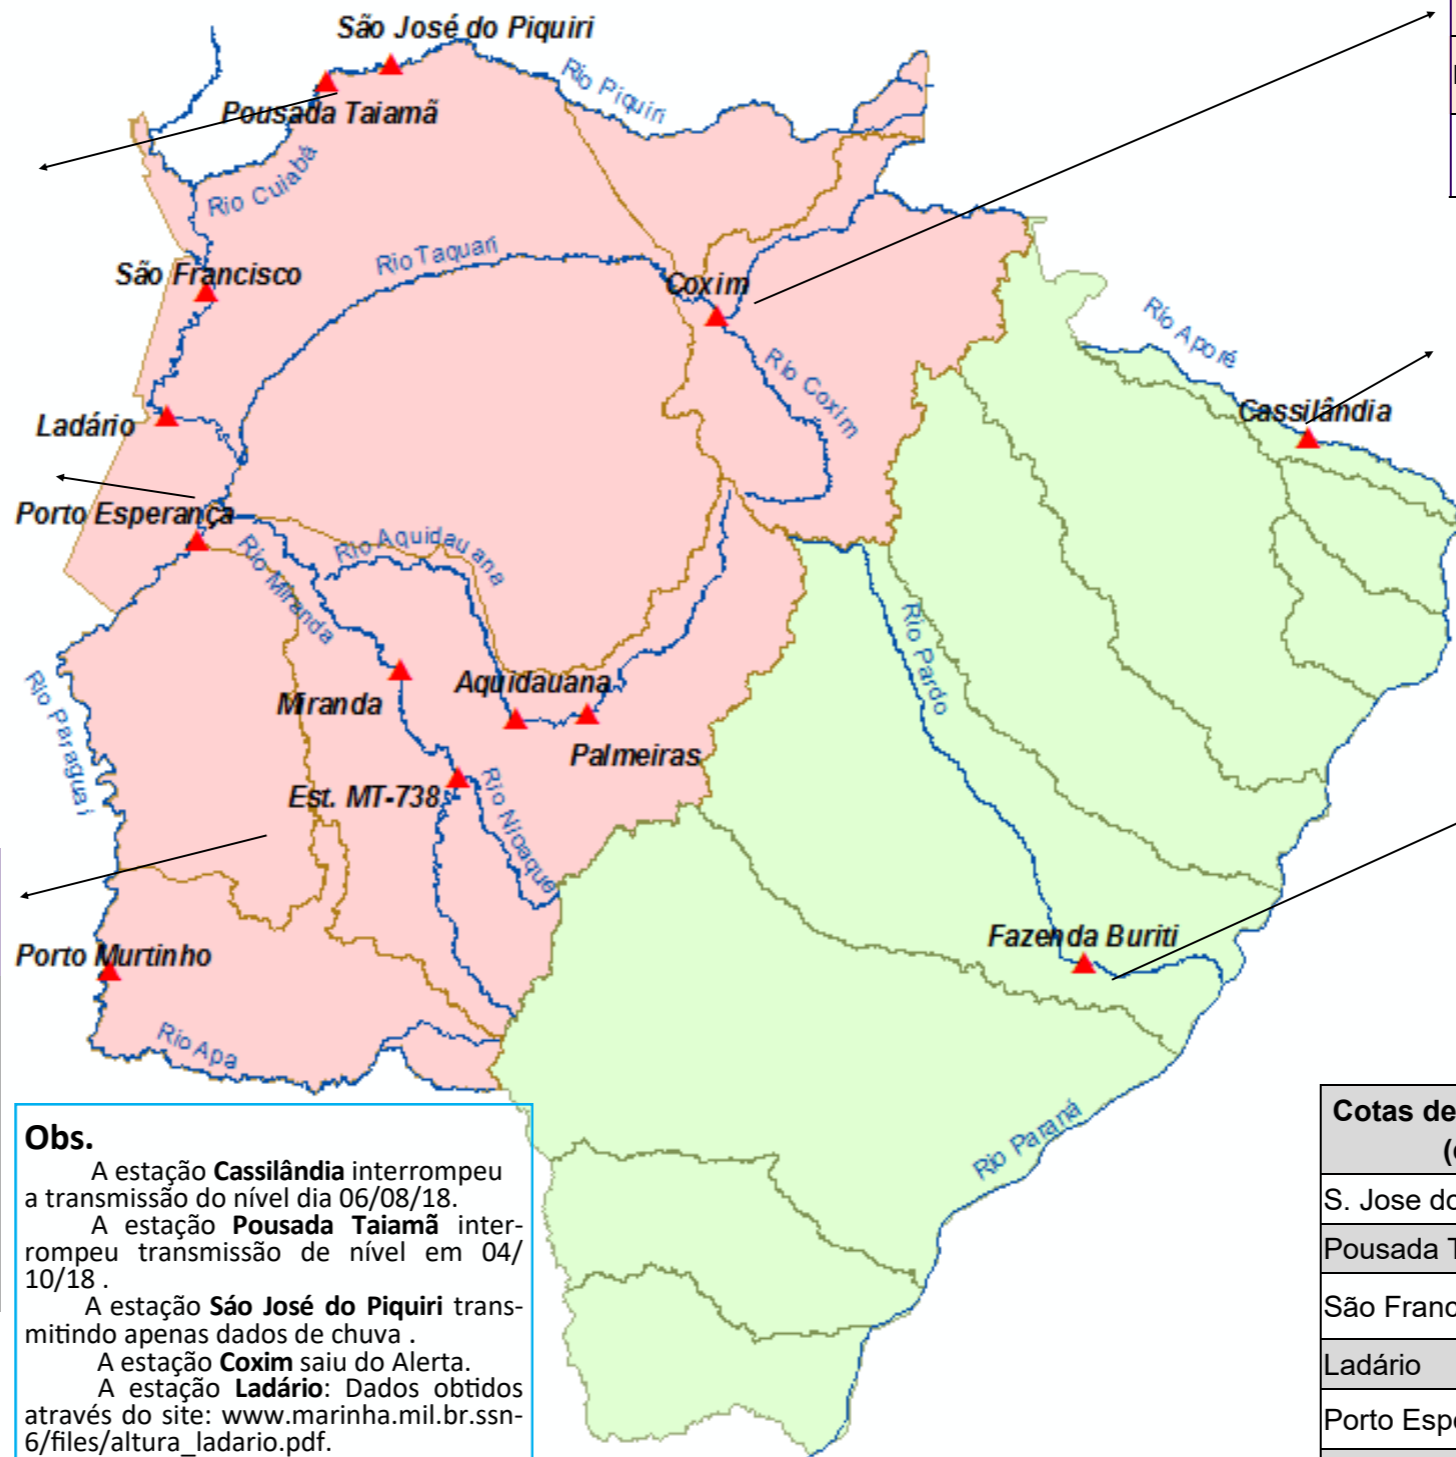 São José do Piquiri
Rio Piquiri
Pousada Taiamã
Rio Cuiabá
Rio Taquari
São Francisco
Coxim
Rio Aporé
Rio Coxim
Cassilândia
Ladário
Porto Esperança
Rio Aquidauana
Rio Miranda
Rio Pardo
Aquidauana
Rio Paraguai
Miranda
Palmeiras
Est. MT-738
Rio Nioaque
Fazenda Buriti
Porto Murtinho
Rio Apa
Rio Paraná
Obs.
A estação Cassilândia interrompeu
a transmissão do nível dia 06/08/18.
A estação Pousada Taiamã inter-
rompeu transmissão de nível em 04/
10/18 .
A estação Sáo José do Piquiri trans-
mitindo apenas dados de chuva .
A estação Coxim saiu do Alerta.
A estação Ladário: Dados obtidos
através do site: www.marinha.mil.br.ssn-
6/files/altura_ladario.pdf.
Cotas de
S. Jose do
Pousada
São
Ladário
Porto